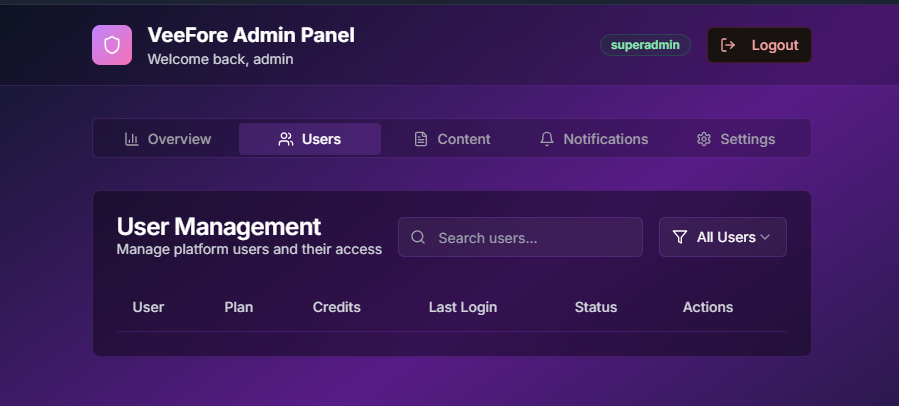 VeeFore Admin Panel
Welcome back, admin
superadmin
Logout
Overview
Users
Content
Notifications
Settings
User Management
Manage platform users and their access
Search users...
All Users
User
Plan
Credits
Last Login
Status
Actions